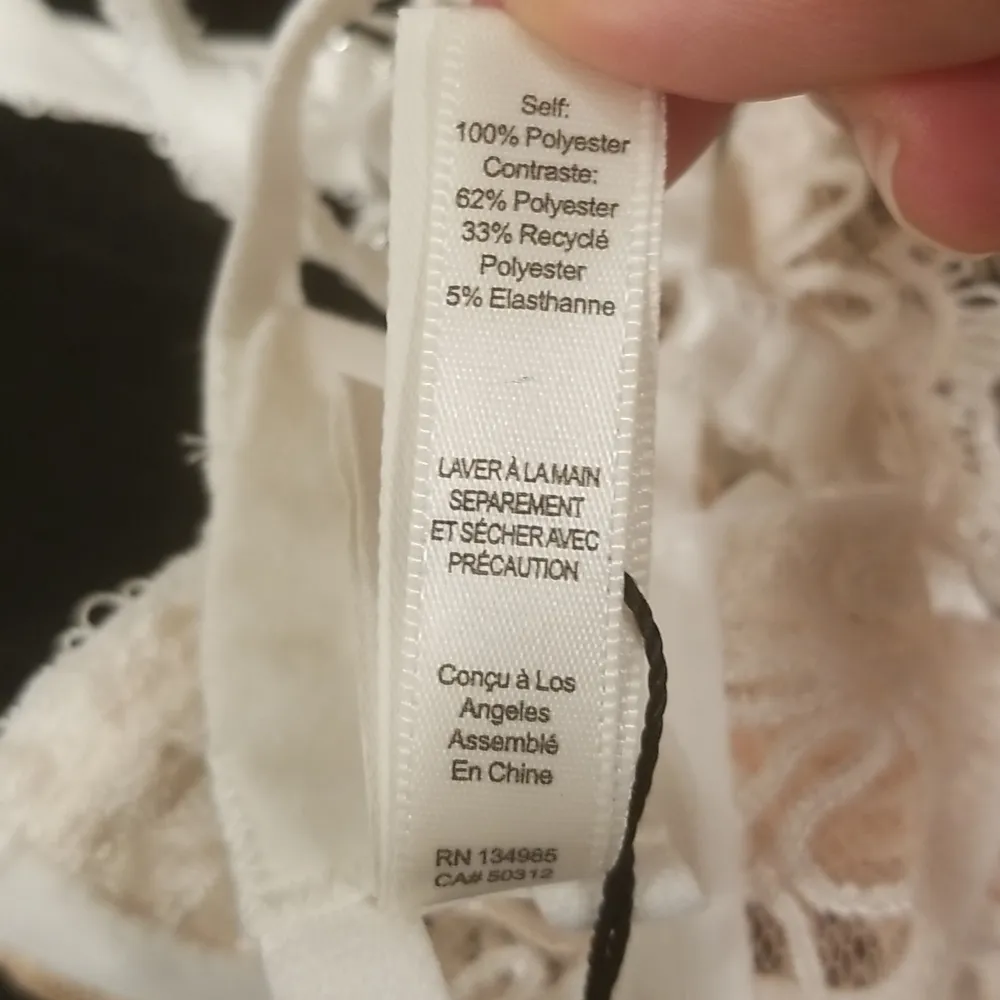 Self:
100% Polyester
Contraste:
62% Polyester
33% Recyclé
Polyester
5% Elasthanne
LAVER À LA MAIN
SEPAREMENT
ET SÉCHER AVEC
PRÉCAUTION
Conçu à Los
Angeles
Assemblé
En Chine
RN 134985
CA# 50312